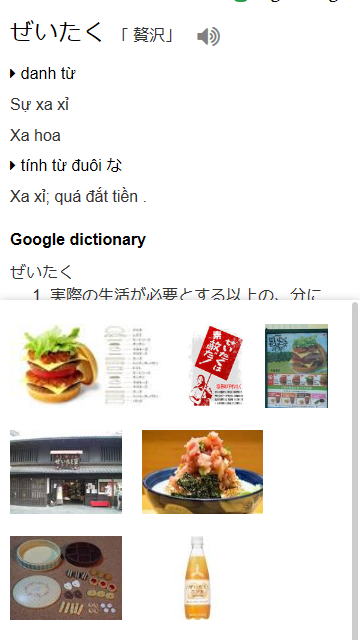 ぜいたく 「 贅沢」
danh từ
Sự xa xỉ
Xa hoa
tính từ đuôi な
Xa xỉ; quá đắt tiền .
Google dictionary
ぜいたく
1. 実際の生活が必要とする以上の、分に
ぜいたくは
素敵だ!